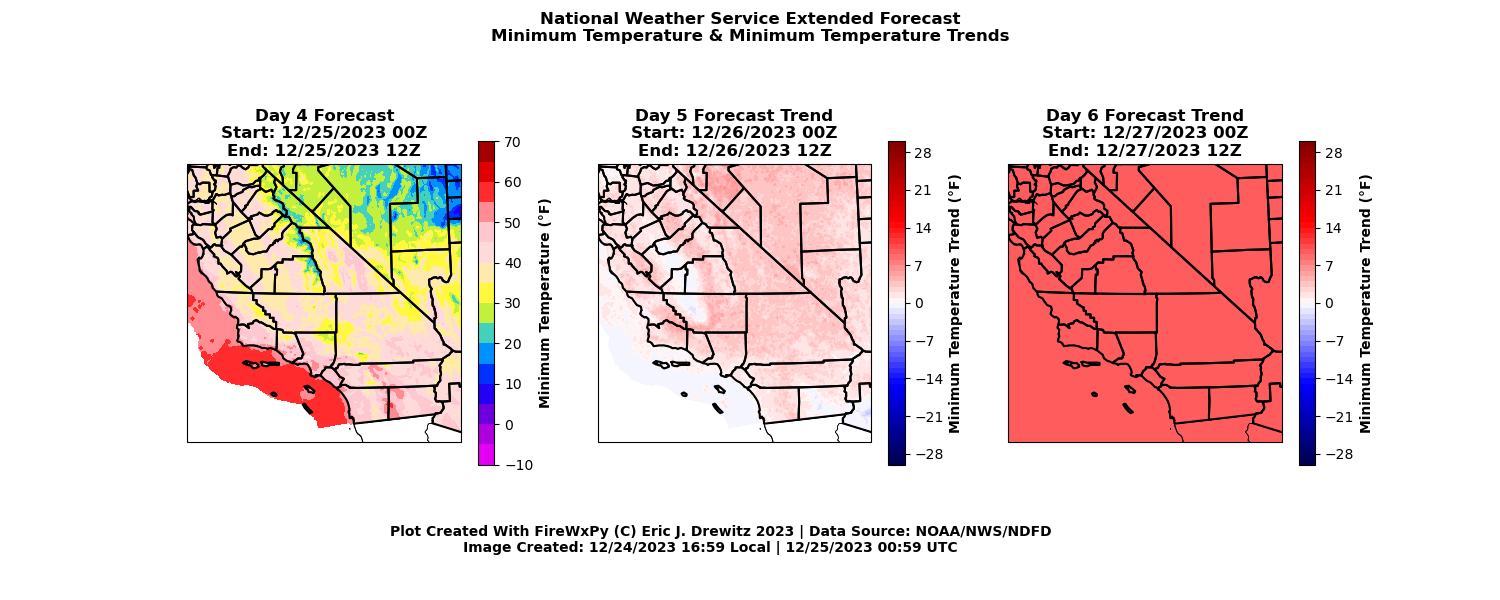 National Weather Service Extended Forecast
Minimum Temperature & Minimum Temperature Trends
Day 4 Forecast
Start: 12/25/2023 00Z
End: 12/25/2023 12Z
70
60
50
40
30
20
10
0
−10
Minimum Temperature (°F)
Day 5 Forecast Trend
Start: 12/26/2023 00Z
End: 12/26/2023 12Z
28
21
14
7
0
−7
−14
−21
−28
Minimum Temperature Trend (°F)
Day 6 Forecast Trend
Start: 12/27/2023 00Z
End: 12/27/2023 12Z
28
21
14
7
0
−7
−14
−21
−28
Minimum Temperature Trend (°F)
Plot Created With FireWxPy (C) Eric J. Drewitz 2023 | Data Source: NOAA/NWS/NDFD
Image Created: 12/24/2023 16:59 Local | 12/25/2023 00:59 UTC